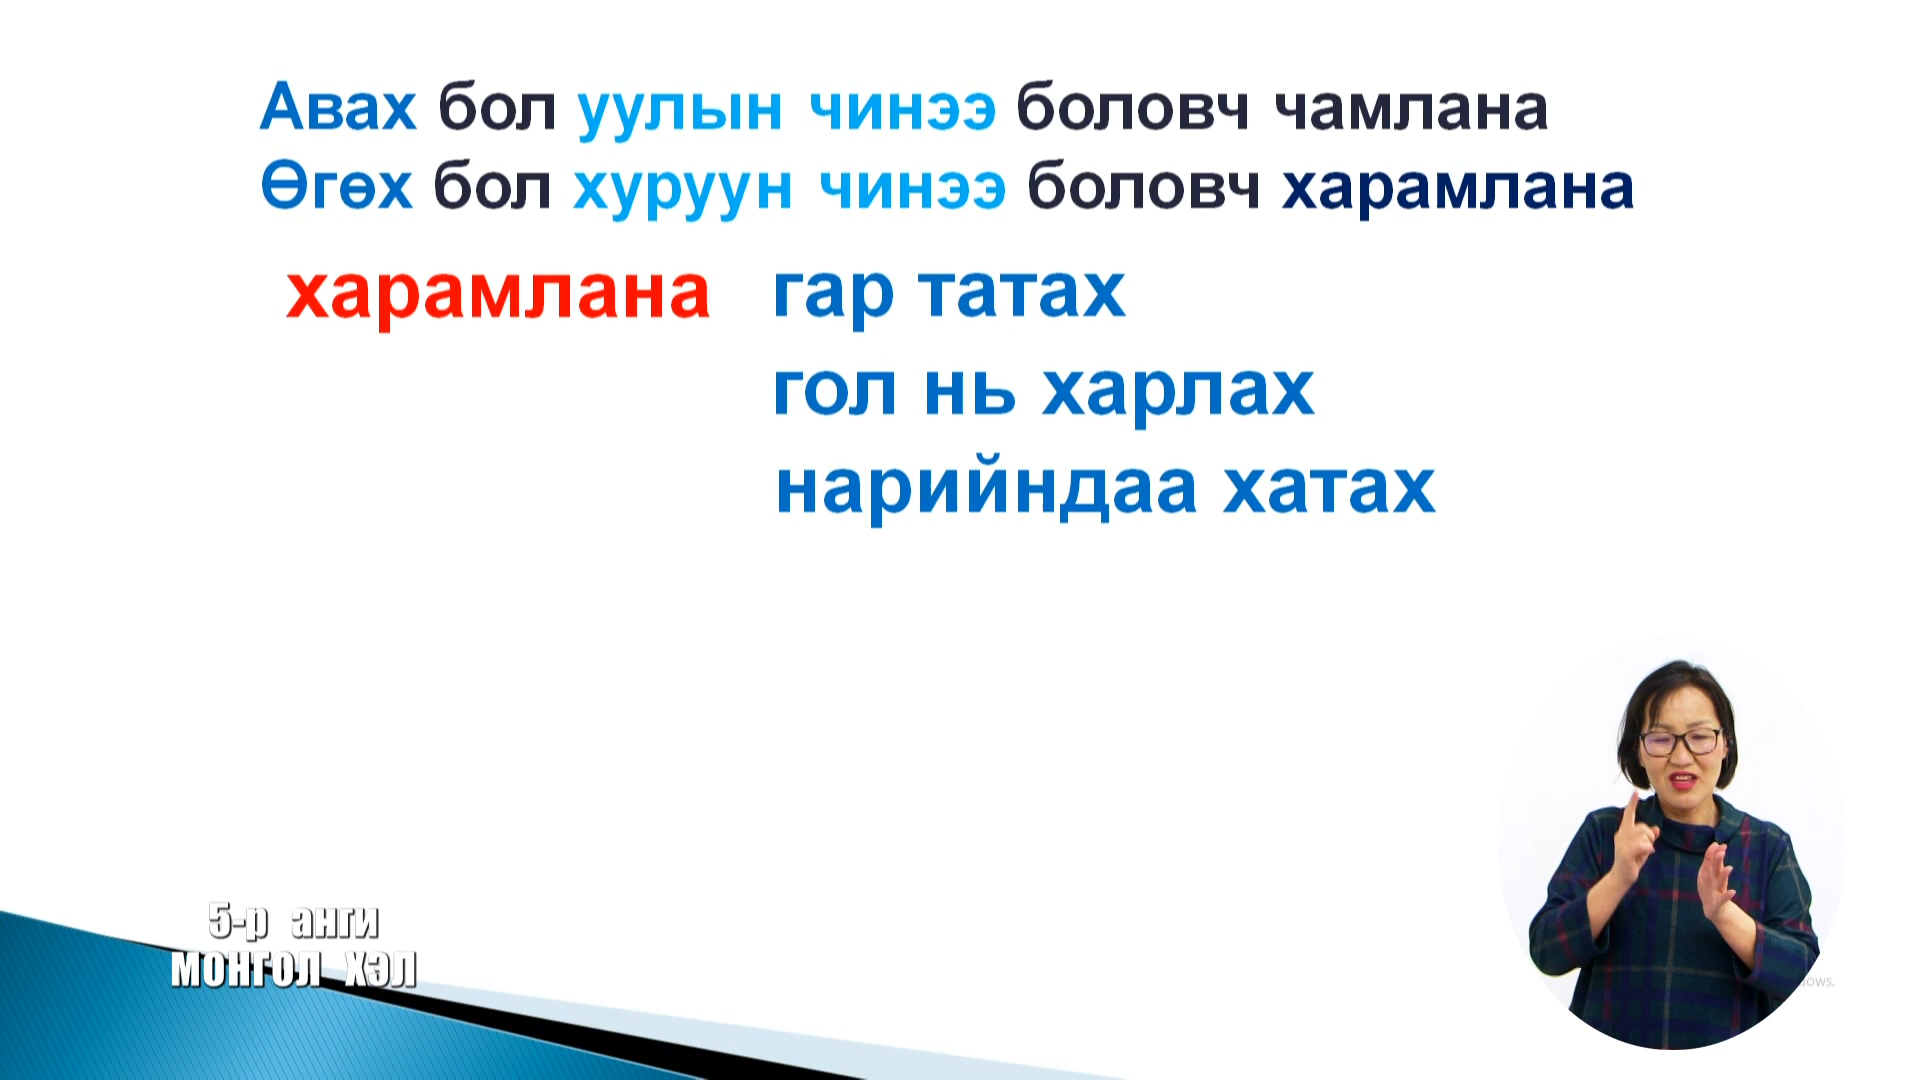 Авах бол уулын чинээ боловч чамлана
Өгөх бол хуруун чинээ боловч харамлана
харамлана гар татах
гол нь харлах
нарийндаа хатах
5-р анги
МОНГОЛ ХЭЛ